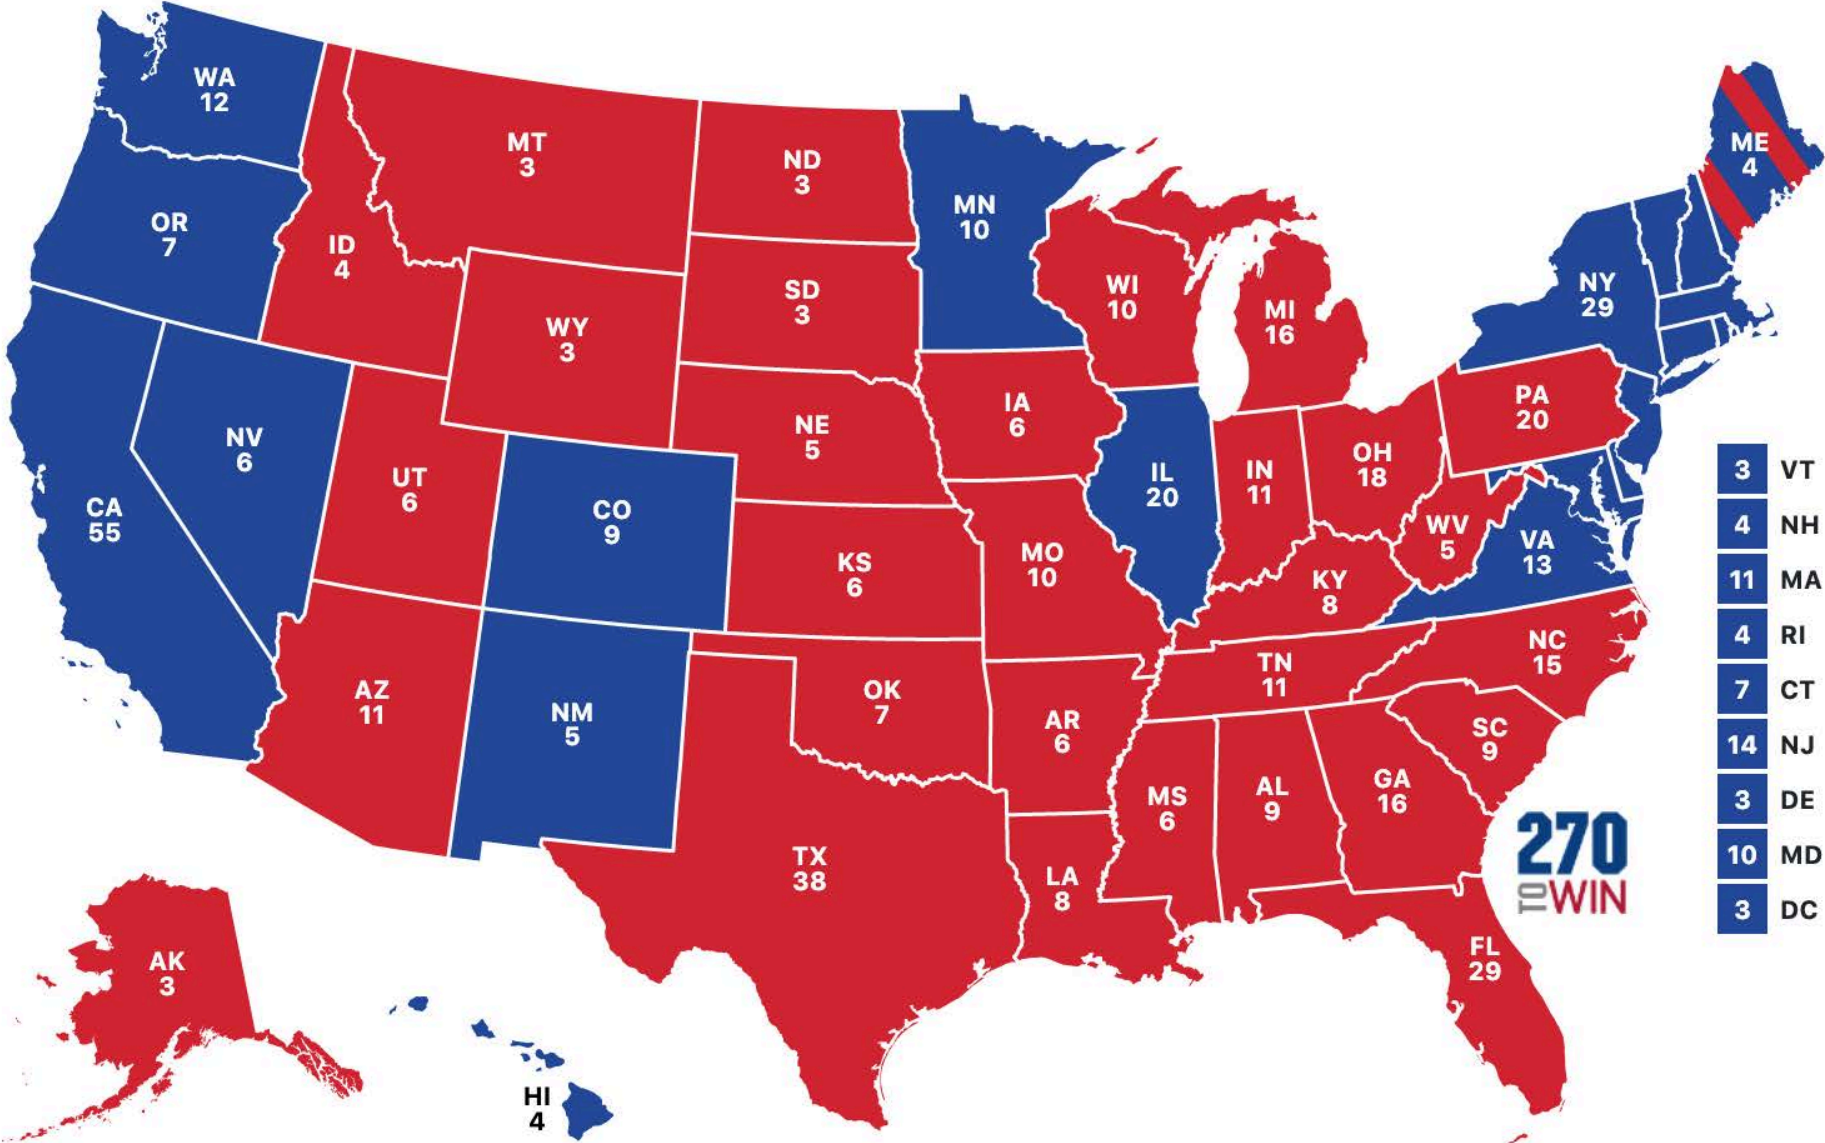 WA
12
OR
7
CA
55
NV
6
ID
4
MT
3
WY
3
UT
6
CO
9
AZ
11
NM
5
ND
3
SD
3
NE
5
KS
6
OK
7
TX
38
MN
10
IA
6
MO
10
AR
6
LA
8
WI
10
IL
20
MI
16
IN
11
OH
18
KY
8
TN
11
MS
6
AL
9
GA
16
FL
29
SC
9
NC
15
VA
13
WV
5
PA
20
NY
29
ME
4
3 VT
4 NH
11 MA
4 RI
7 CT
14 NJ
3 DE
10 MD
3 DC
270
TO WIN
AK
3
HI
4